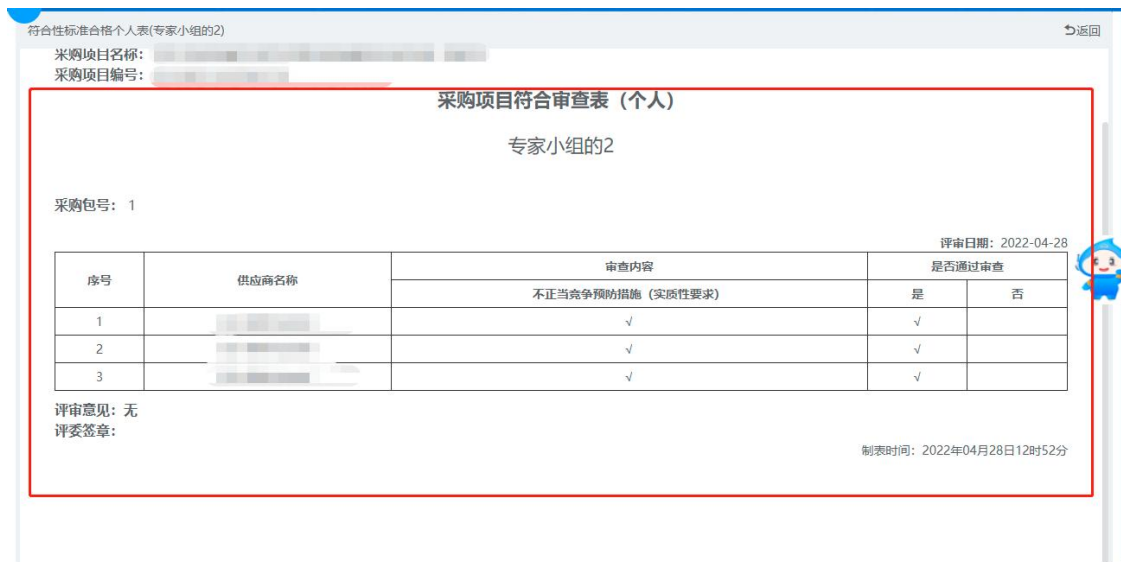 符合性标准合格个人表(专家小组的2) 返回
采购项目名称:
采购项目编号:
采购项目符合审查表（个人）
专家小组的2
采购包号： 1
评审日期：2022-04-28
序号 供应商名称 审查内容 是否通过审查
不正当竞争预防措施（实质性要求） 是 否
1 √ √
2 √ √
3 √ √
评审意见：无
评委签章：
制表时间：2022年04月28日12时52分